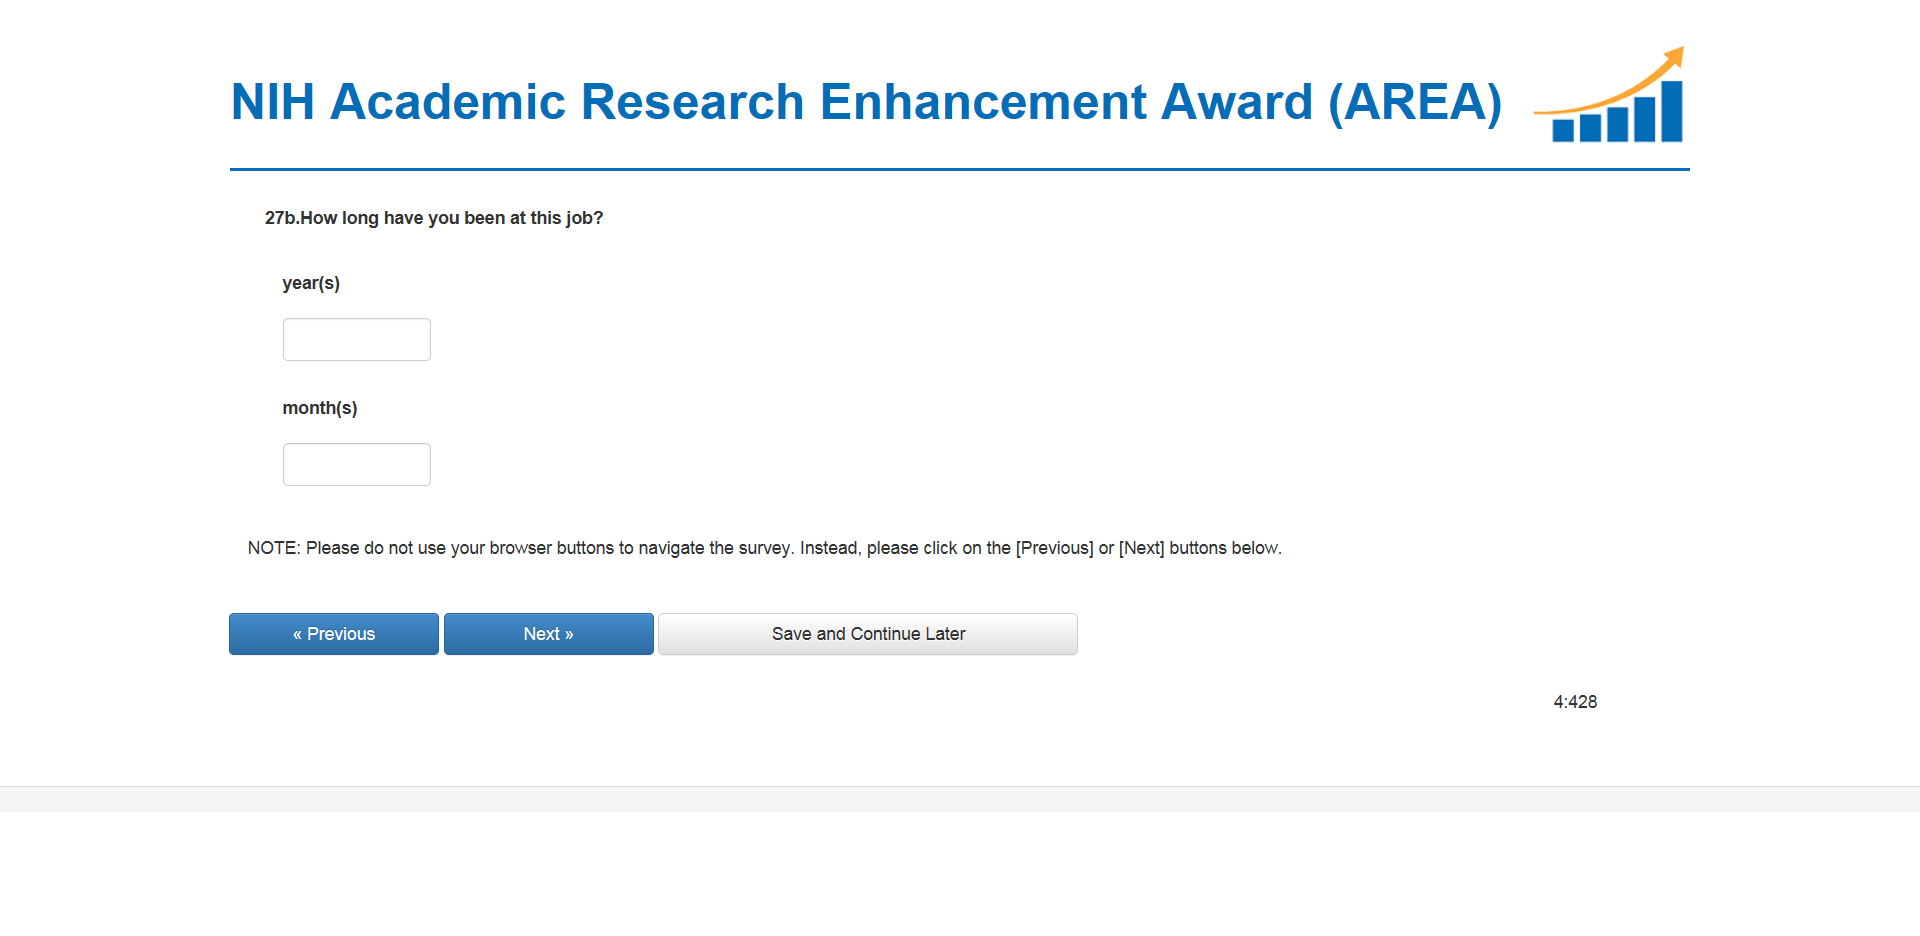 NIH Academic Research Enhancement Award (AREA)
27b.How long have you been at this job?
year(s)
month(s)
NOTE: Please do not use your browser buttons to navigate the survey. Instead, please click on the [Previous] or [Next] buttons below.
« Previous
Next »
Save and Continue Later
4:428